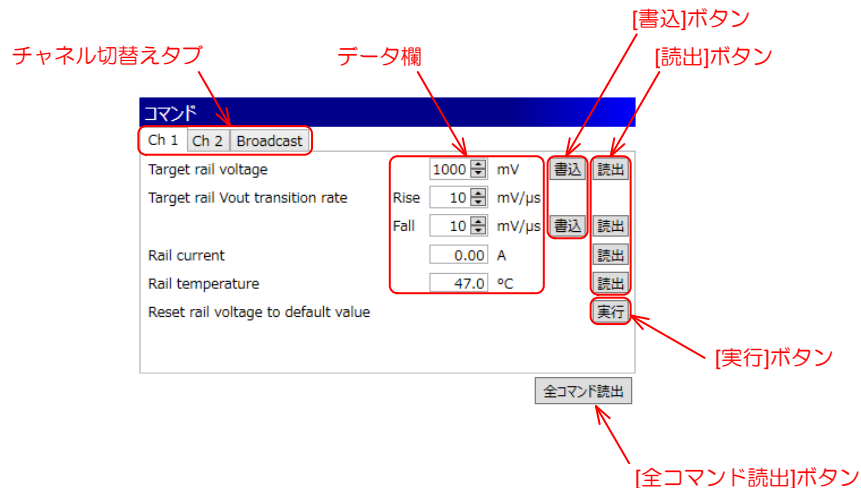 [書込]ボタン
チャネル切替えタブ データ欄 [読出]ボタン
コマンド
Ch 1 Ch 2 Broadcast
Target rail voltage 1000 mV 書込 読出
Target rail Vout transition rate Rise 10 mV/μs
Fall 10 mV/μs 書込 読出
Rail current 0.00 A 読出
Rail temperature 47.0 ºC 読出
Reset rail voltage to default value 実行
[実行]ボタン
全コマンド読出
[全コマンド読出]ボタン